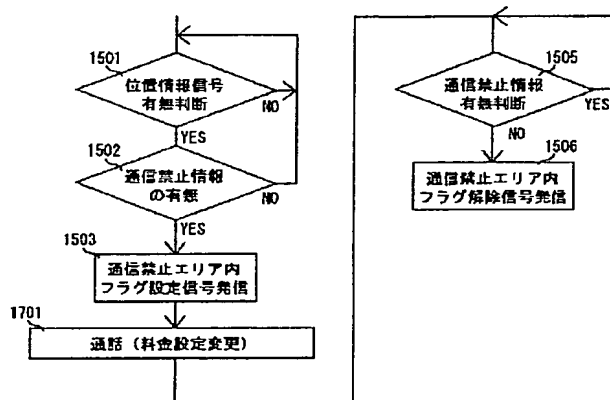 1501
位置情報信号
有無判断
NO
YES
1502
通信禁止情報
の有無
NO
YES
1503
通信禁止エリア内
フラグ設定信号発信
1701
通話（料金設定変更）
1505
通信禁止情報
有無判断
YES
NO
1506
通信禁止エリア内
フラグ解除信号発信